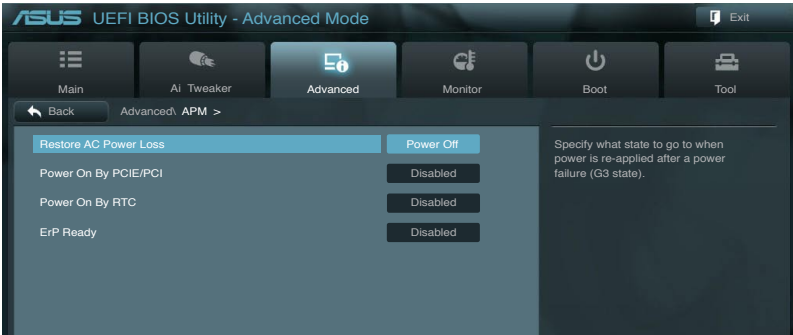 ASUS UEFI BIOS Utility - Advanced Mode
Exit
Main
Ai Tweaker
Advanced
Monitor
Boot
Tool
Back
Advanced\ APM >
Restore AC Power Loss Power Off
Power On By PCIE/PCI Disabled
Power On By RTC Disabled
ErP Ready Disabled
Specify what state to go to when
power is re-applied after a power
failure (G3 state).